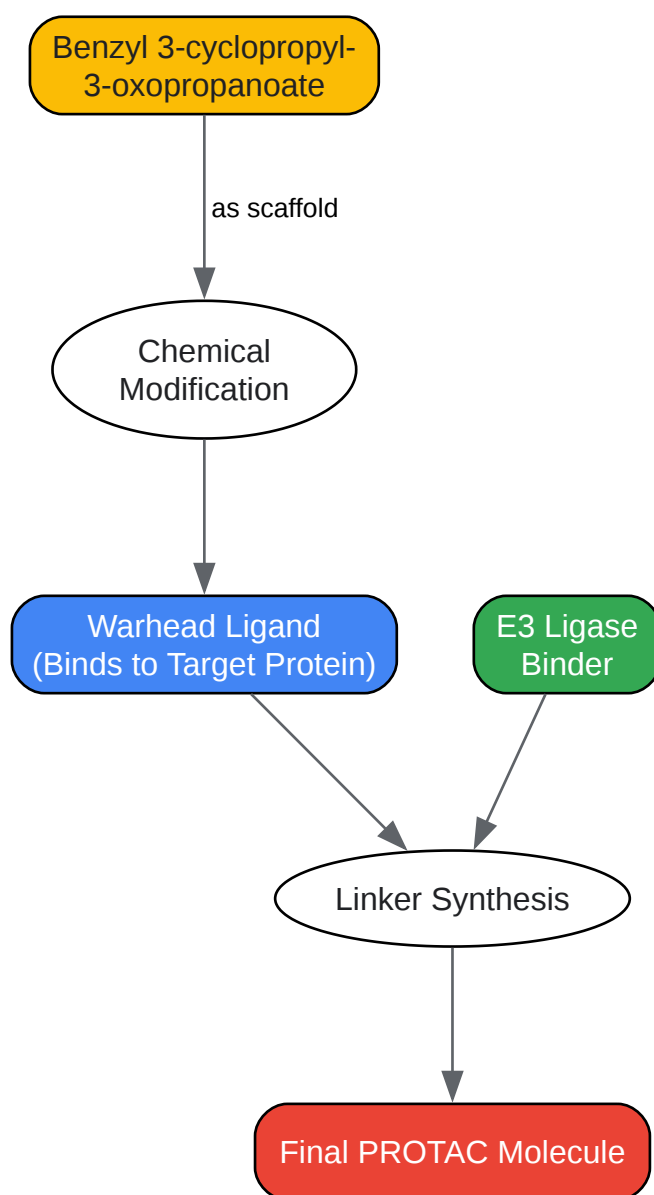 Benzyl 3-cyclopropyl-
3-oxopropanoate
as scaffold
Chemical
Modification
Warhead Ligand
(Binds to Target Protein)
E3 Ligase
Binder
Linker Synthesis
Final PROTAC Molecule